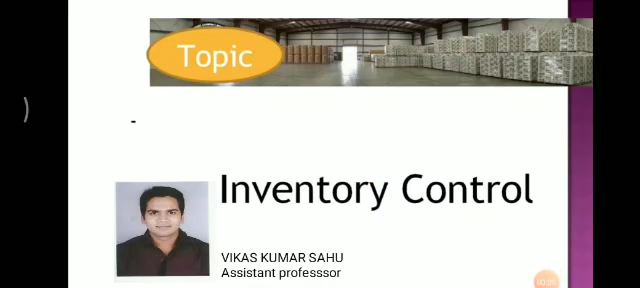 Topic
-
Inventory Control
VIKAS KUMAR SAHU
Assistant professsor